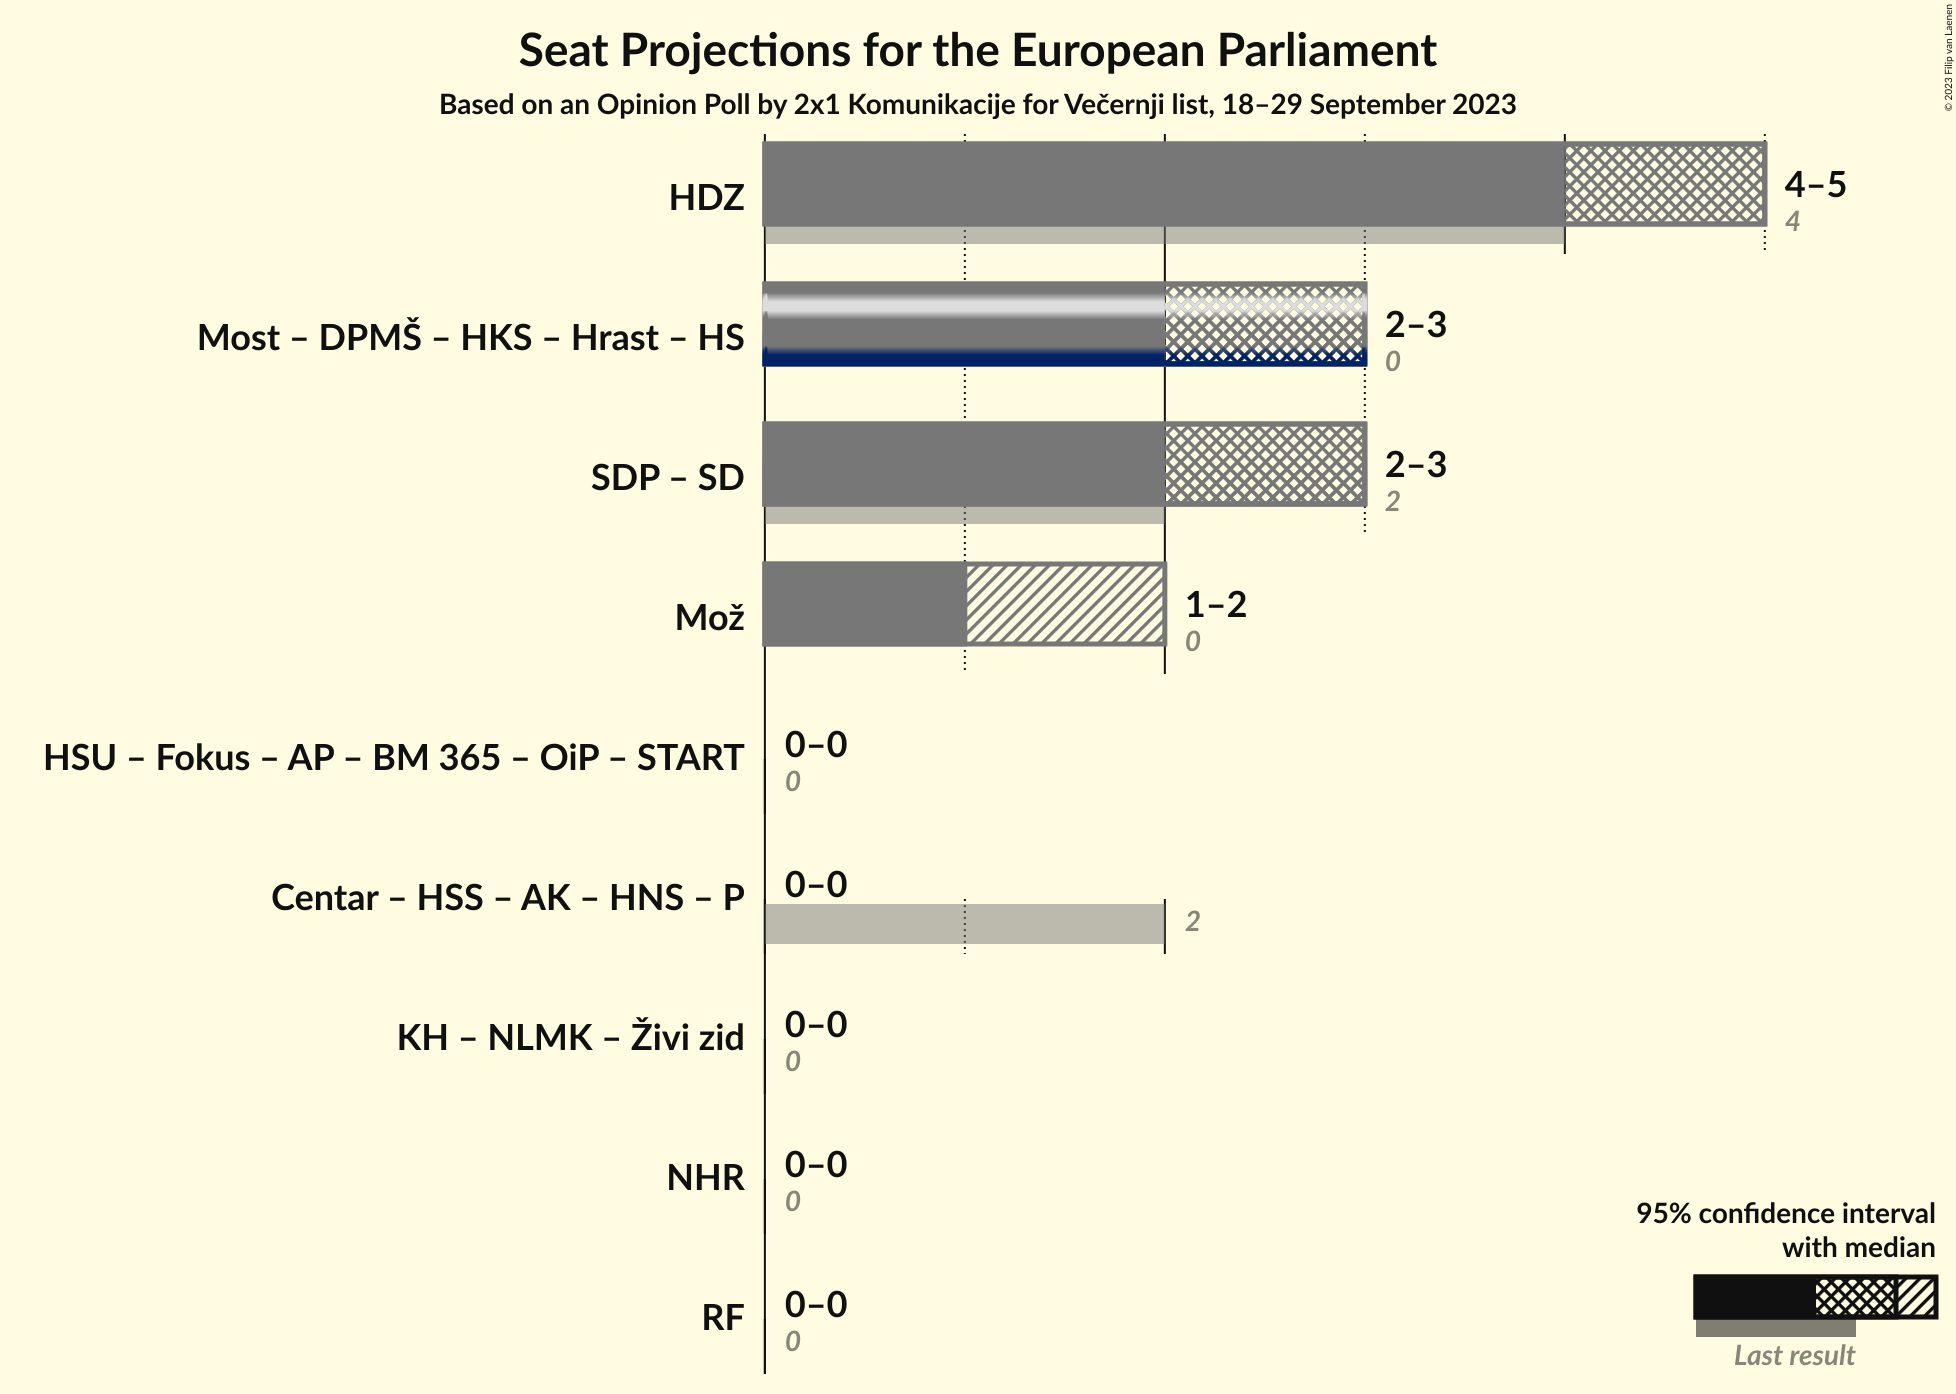 Seat Projections for the European Parliament
Based on an Opinion Poll by 2x1 Komunikacije for Večernji list, 18–29 September 2023
© 2023 Filip van Laenen
HDZ
4–5
4
Most – DPMŠ – HKS – Hrast – HS
2–3
0
SDP – SD
2–3
2
Mož
1–2
0
HSU – Fokus – AP – BM 365 – OiP – START
0–0
0
Centar – HSS – AK – HNS – P
0–0
2
KH – NLMK – Živi zid
0–0
0
NHR
0–0
0
RF
0–0
0
95% confidence interval
with median
Last result